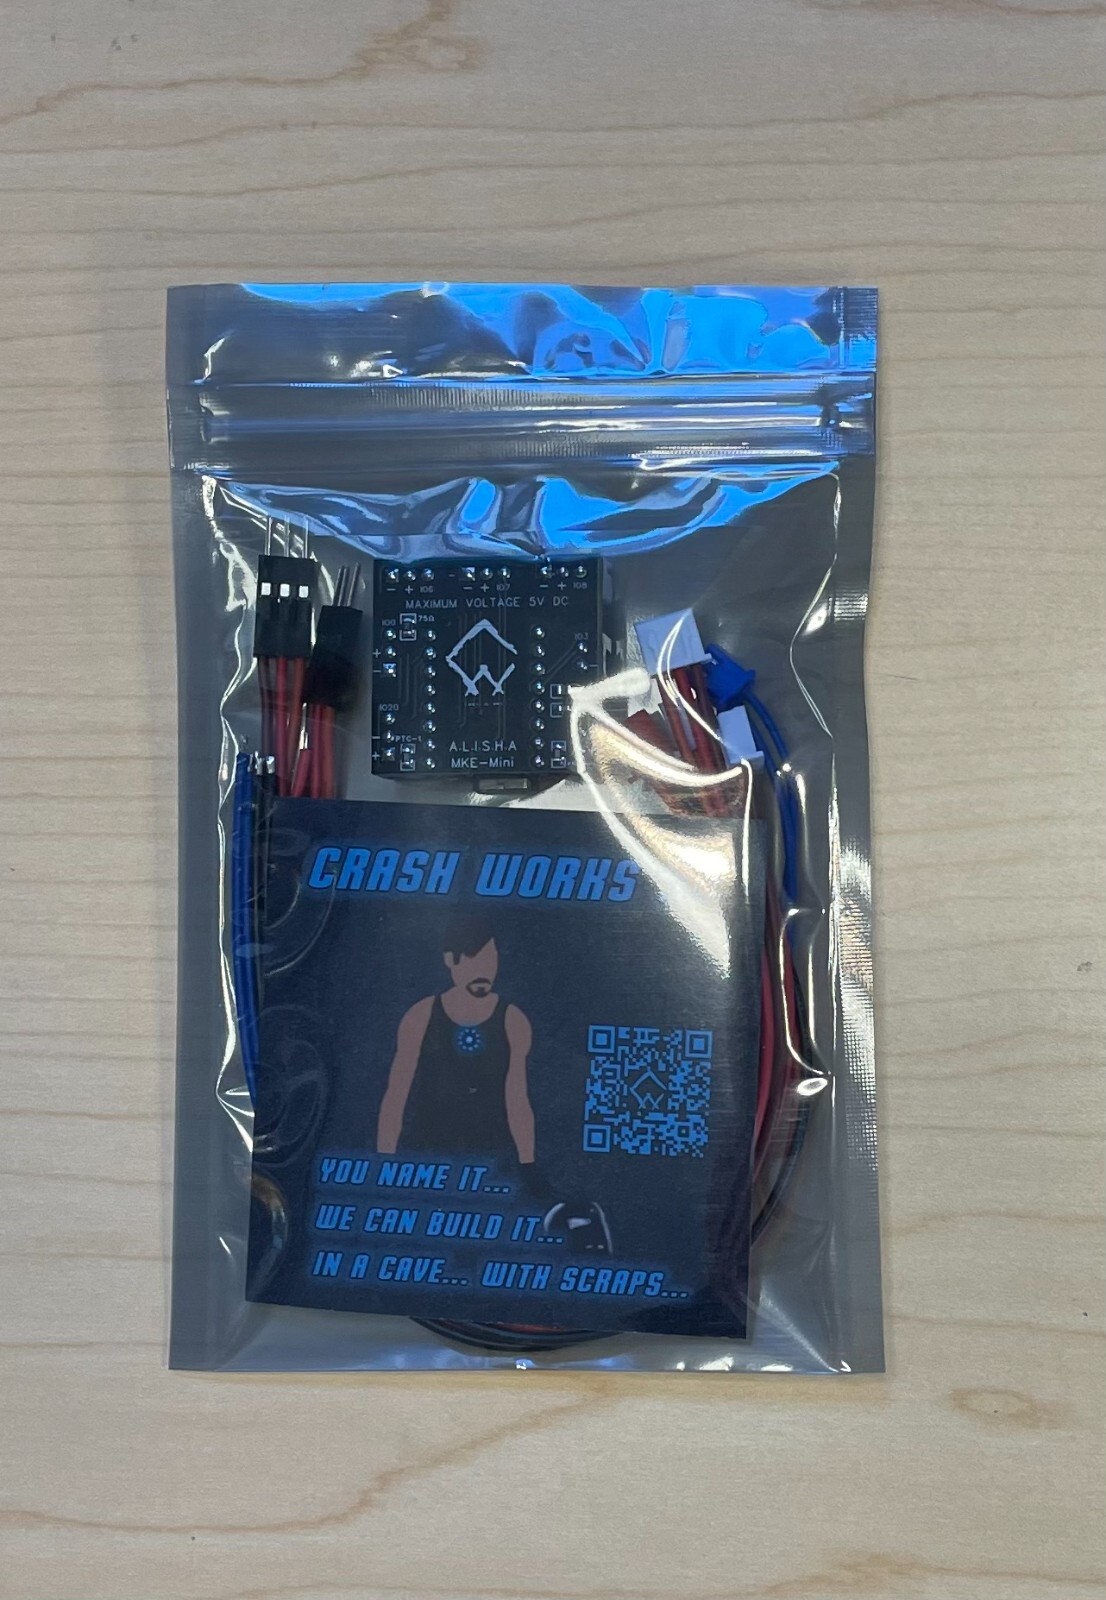 - + IO6 - + IO7 - + IO8
MAXIMUM VOLTAGE 5V DC
75Ω
IO3
IO20
PTC-1
A.L.I.S.H.A
MKE-Mini
CRASH WORKS
YOU NAME IT...
WE CAN BUILD IT...
IN A CAVE... WITH SCRAPS...